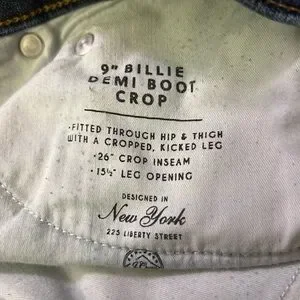 9" BILLIE
DEMI BOOT
CROP
•FITTED THROUGH HIP & THIGH
WITH A CROPPED, KICKED LEG
•26" CROP INSEAM
•15½" LEG OPENING
DESIGNED IN
New York
225 LIBERTY STREET